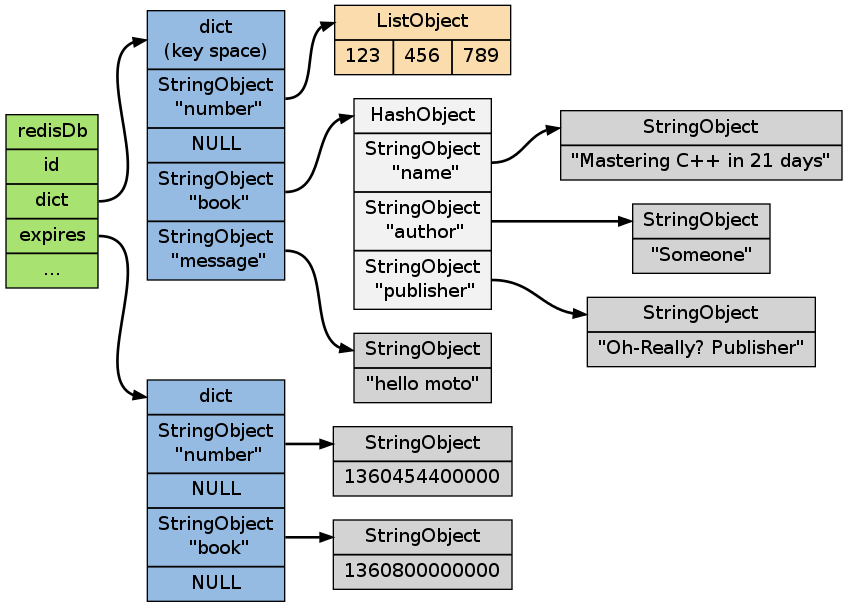 redisDb
id
dict
expires
...
dict
(key space)
StringObject
"number"
NULL
StringObject
"book"
StringObject
"message"
ListObject
123 456 789
HashObject
StringObject
"name"
StringObject
"author"
StringObject
"publisher"
StringObject
"Mastering C++ in 21 days"
StringObject
"Someone"
StringObject
"Oh-Really? Publisher"
StringObject
"hello moto"
dict
StringObject
"number"
NULL
StringObject
"book"
NULL
StringObject
1360454400000
StringObject
1360800000000